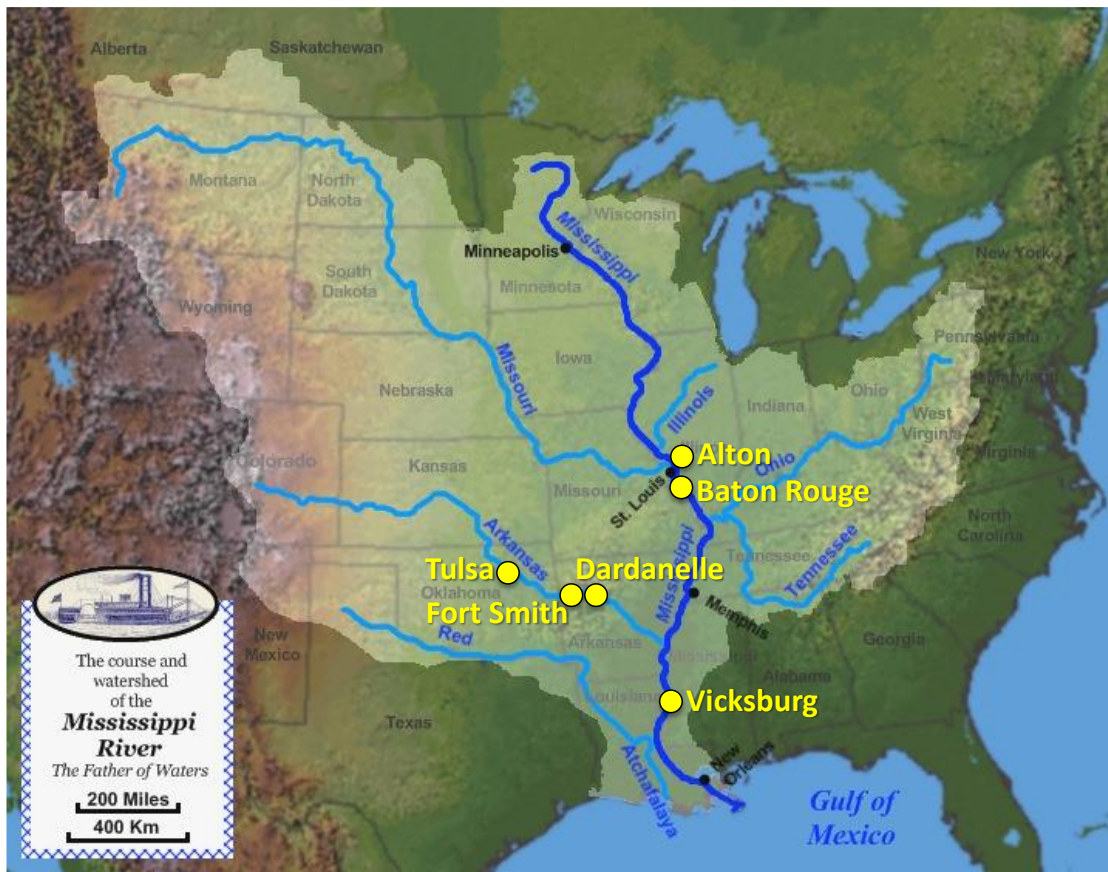 Alberta
Saskatchewan
Montana
North
Dakota
Mississippi
Wisconsin
Minneapolis
New York
South
Dakota
Minnesota
Wyoming
Pennsylvania
Iowa
Missouri
Maryland
Nebraska
Illinois
Indiana
Ohio
West
Virginia
Alton
Ohio
Virginia
Colorado
Kansas
Missouri
St. Louis
Baton Rouge
North
Carolina
Arkansas
Mississippi
Tennessee
Tennessee
Tulsa
Dardanelle
Oklahoma
Fort Smith
Memphis
New
Mexico
Red
Arkansas
Mississippi
Georgia
Alabama
Louisiana
Vicksburg
Texas
Atchafalaya
New
Orleans
Gulf of
Mexico
The course and
watershed
of the
Mississippi
River
The Father of Waters
200 Miles
400 Km